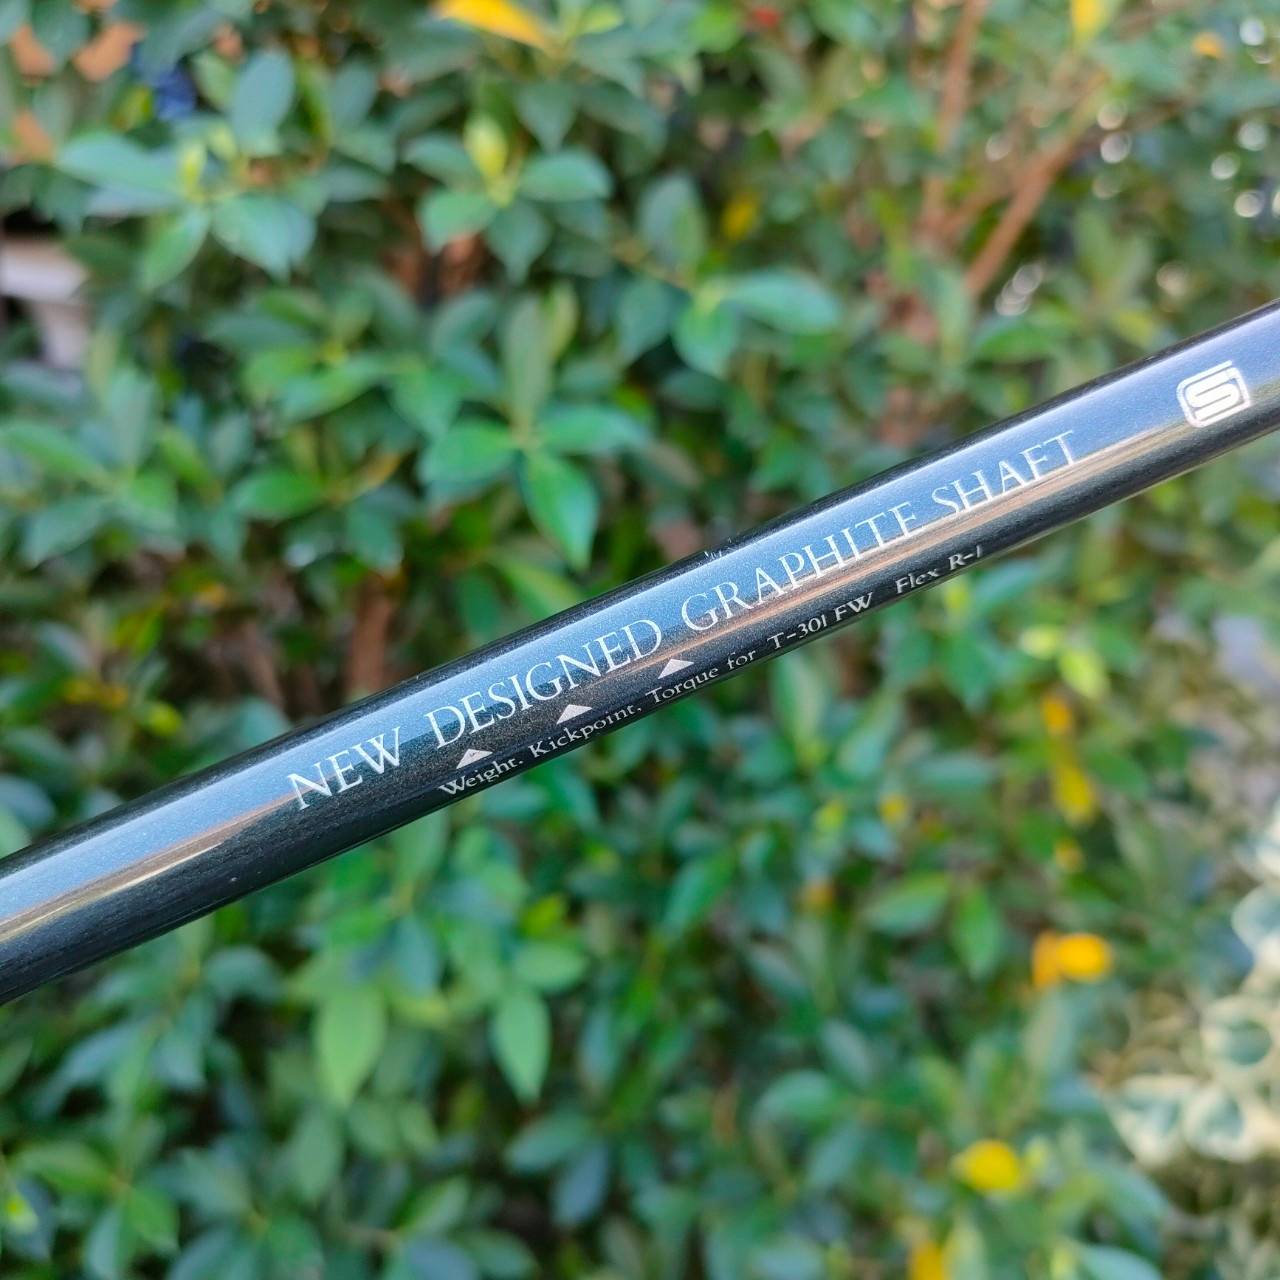 NEW DESIGNED GRAPHITE SHAFT
Weight. Kickpoint. Torque for T-301 FW Flex R-1
S